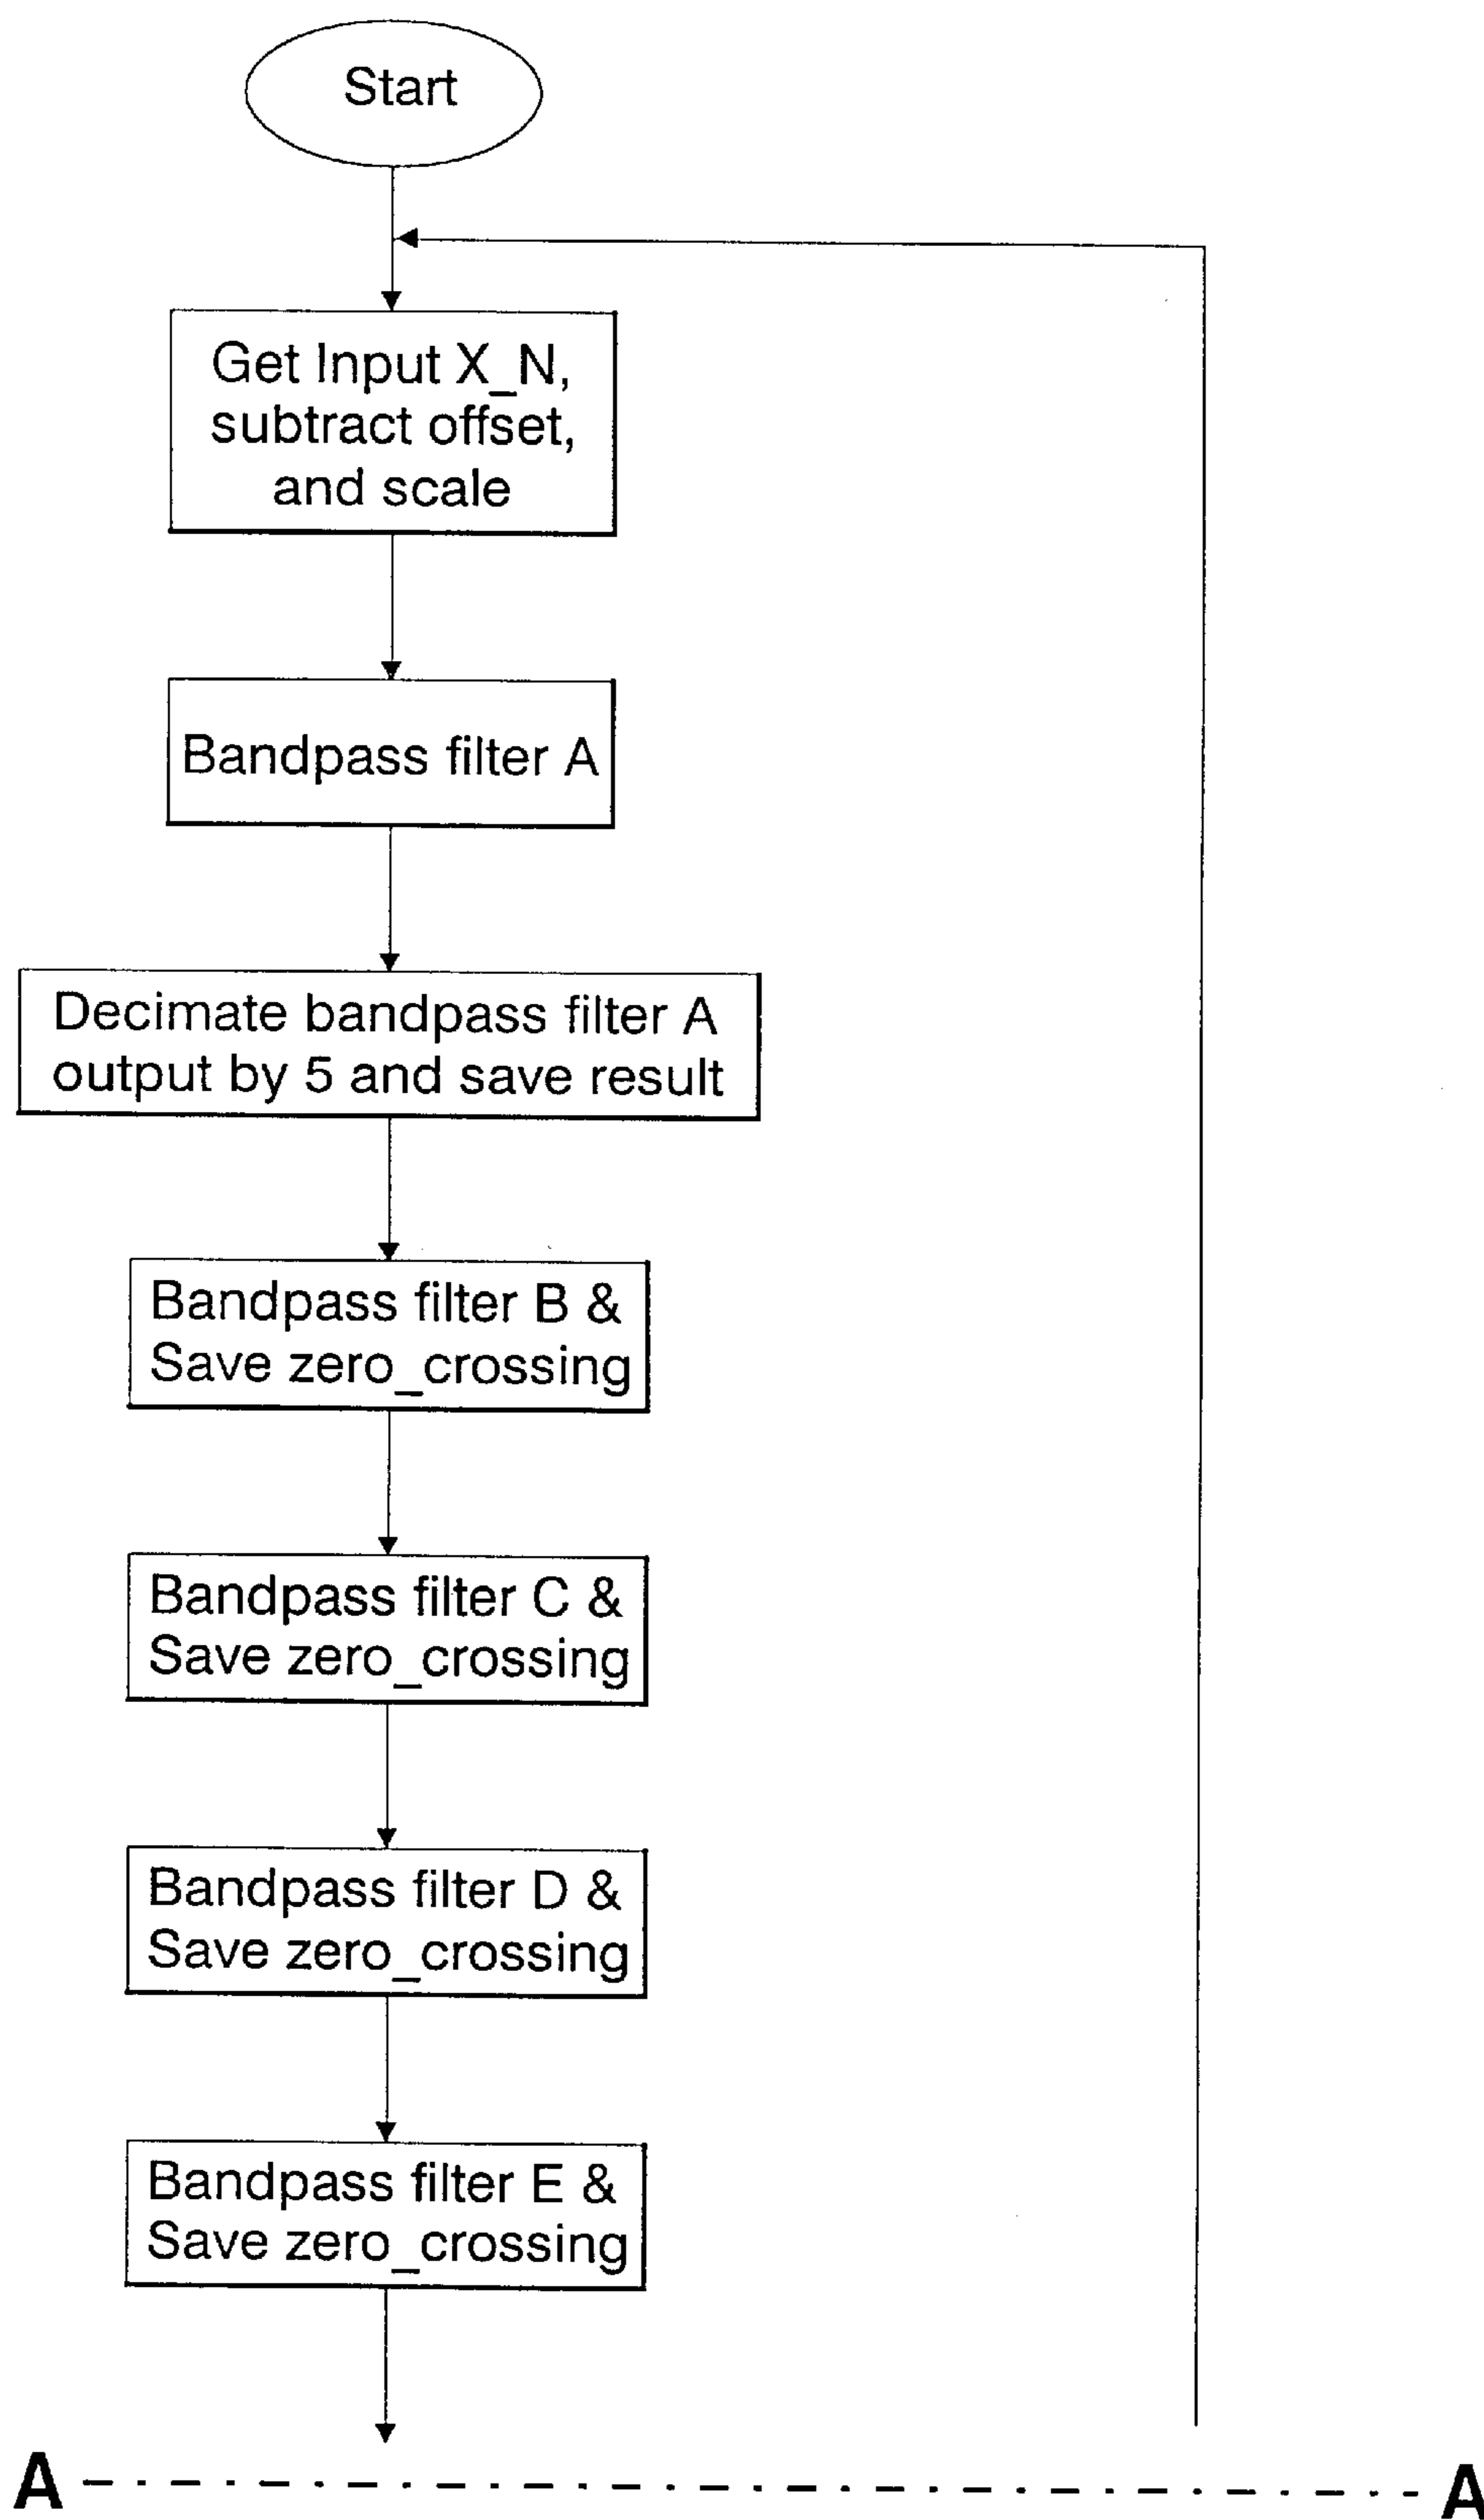 Start
Get Input X_N,
subtract offset,
and scale
Bandpass filter A
Decimate bandpass filter A
output by 5 and save result
Bandpass filter B &
Save zero_crossing
Bandpass filter C &
Save zero_crossing
Bandpass filter D &
Save zero_crossing
Bandpass filter E &
Save zero_crossing
A A